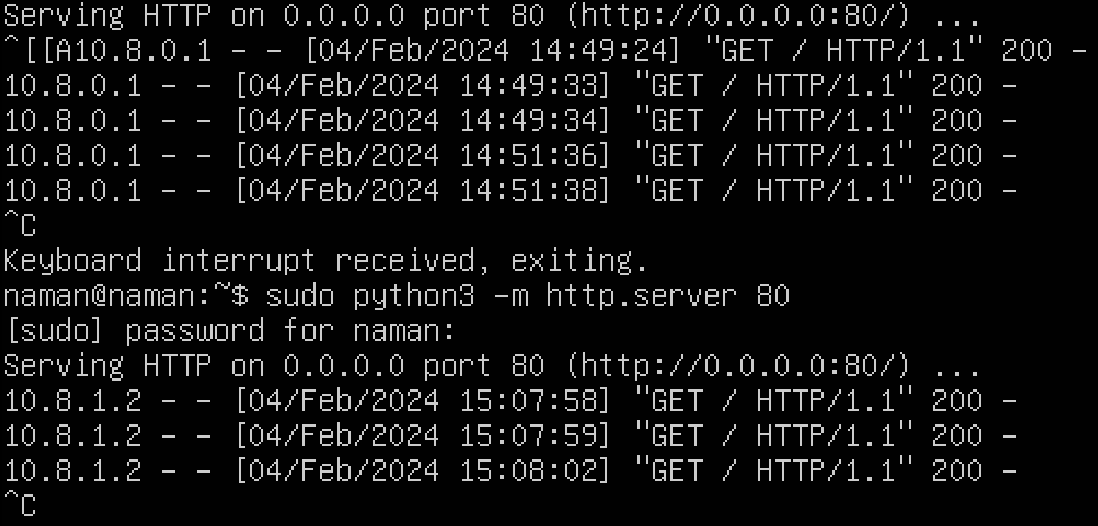 Serving HTTP on 0.0.0.0 port 80 (http://0.0.0.0:80/) ...
^[[A10.8.0.1 - - [04/Feb/2024 14:49:24] "GET / HTTP/1.1" 200 -
10.8.0.1 - - [04/Feb/2024 14:49:33] "GET / HTTP/1.1" 200 -
10.8.0.1 - - [04/Feb/2024 14:49:34] "GET / HTTP/1.1" 200 -
10.8.0.1 - - [04/Feb/2024 14:51:36] "GET / HTTP/1.1" 200 -
10.8.0.1 - - [04/Feb/2024 14:51:38] "GET / HTTP/1.1" 200 -
^C
Keyboard interrupt received, exiting.
naman@naman:~$ sudo python3 -m http.server 80
[sudo] password for naman:
Serving HTTP on 0.0.0.0 port 80 (http://0.0.0.0:80/) ...
10.8.1.2 - - [04/Feb/2024 15:07:58] "GET / HTTP/1.1" 200 -
10.8.1.2 - - [04/Feb/2024 15:07:59] "GET / HTTP/1.1" 200 -
10.8.1.2 - - [04/Feb/2024 15:08:02] "GET / HTTP/1.1" 200 -
^C